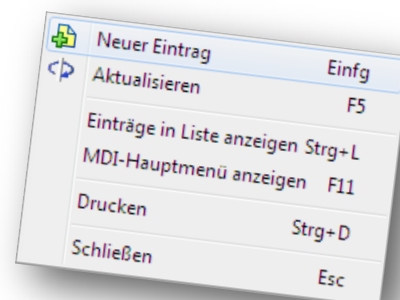 Neuer Eintrag Einfg
Aktualisieren F5
Einträge in Liste anzeigen Strg+L
MDI-Hauptmenü anzeigen F11
Drucken Strg+D
Schließen Esc